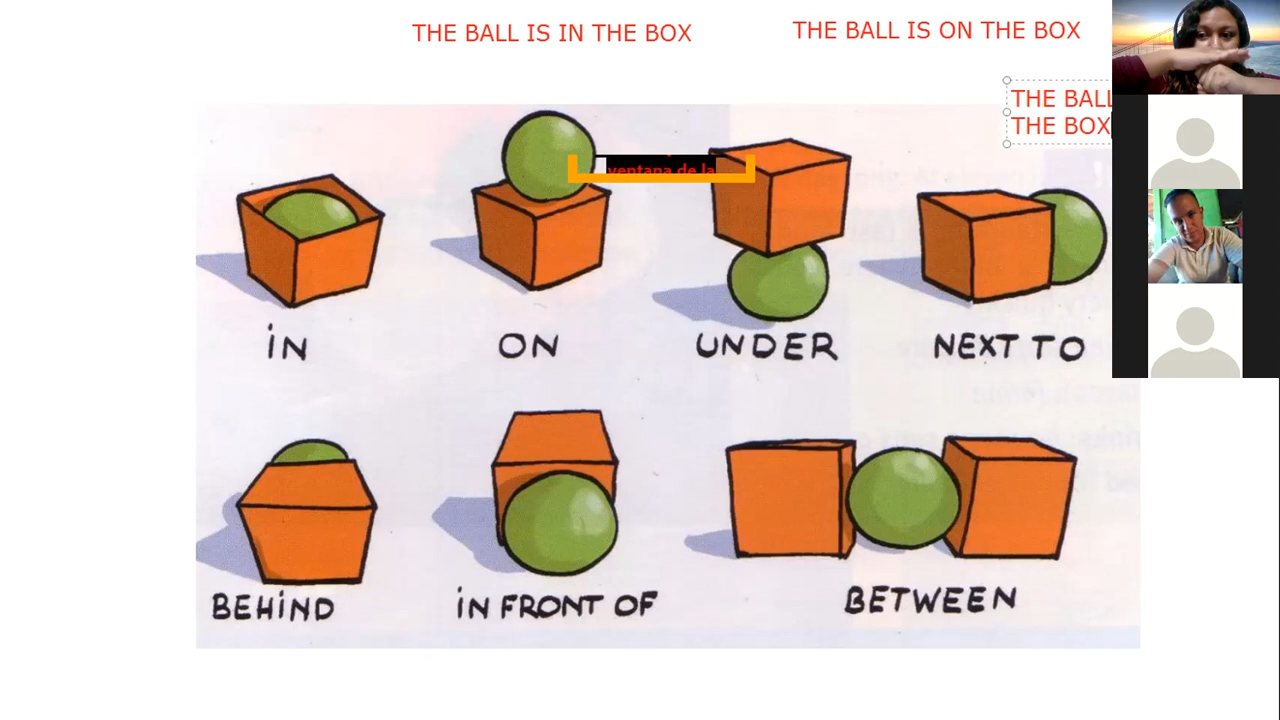 THE BALL IS IN THE BOX
THE BALL IS ON THE BOX
THE BALL
THE BOX
ventana de la
iN
ON
UNDER
NEXT TO
BEHiND
iN FRONT OF
BETWEEN